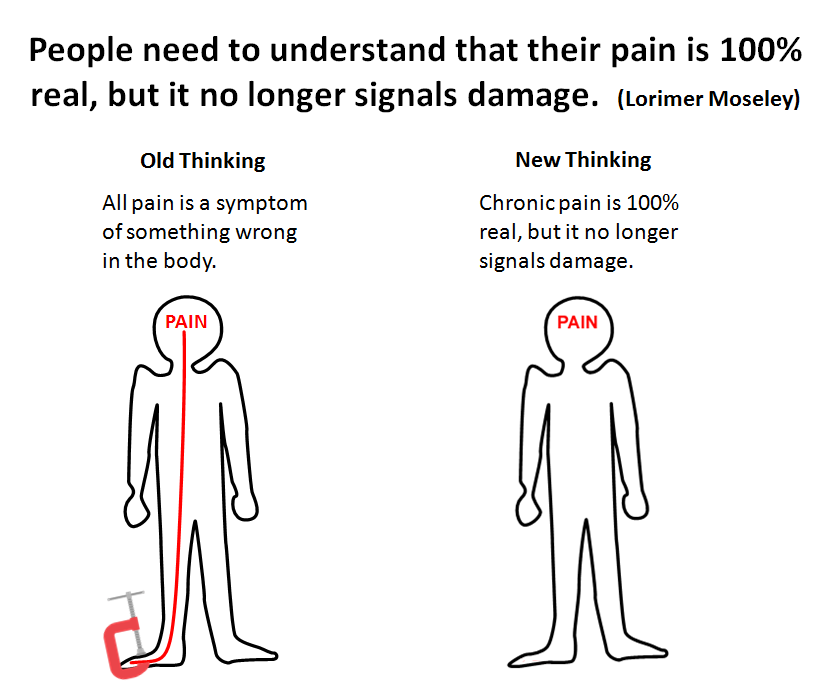 People need to understand that their pain is 100%
real, but it no longer signals damage. (Lorimer Moseley)
Old Thinking
All pain is a symptom
of something wrong
in the body.
PAIN
New Thinking
Chronic pain is 100%
real, but it no longer
signals damage.
PAIN